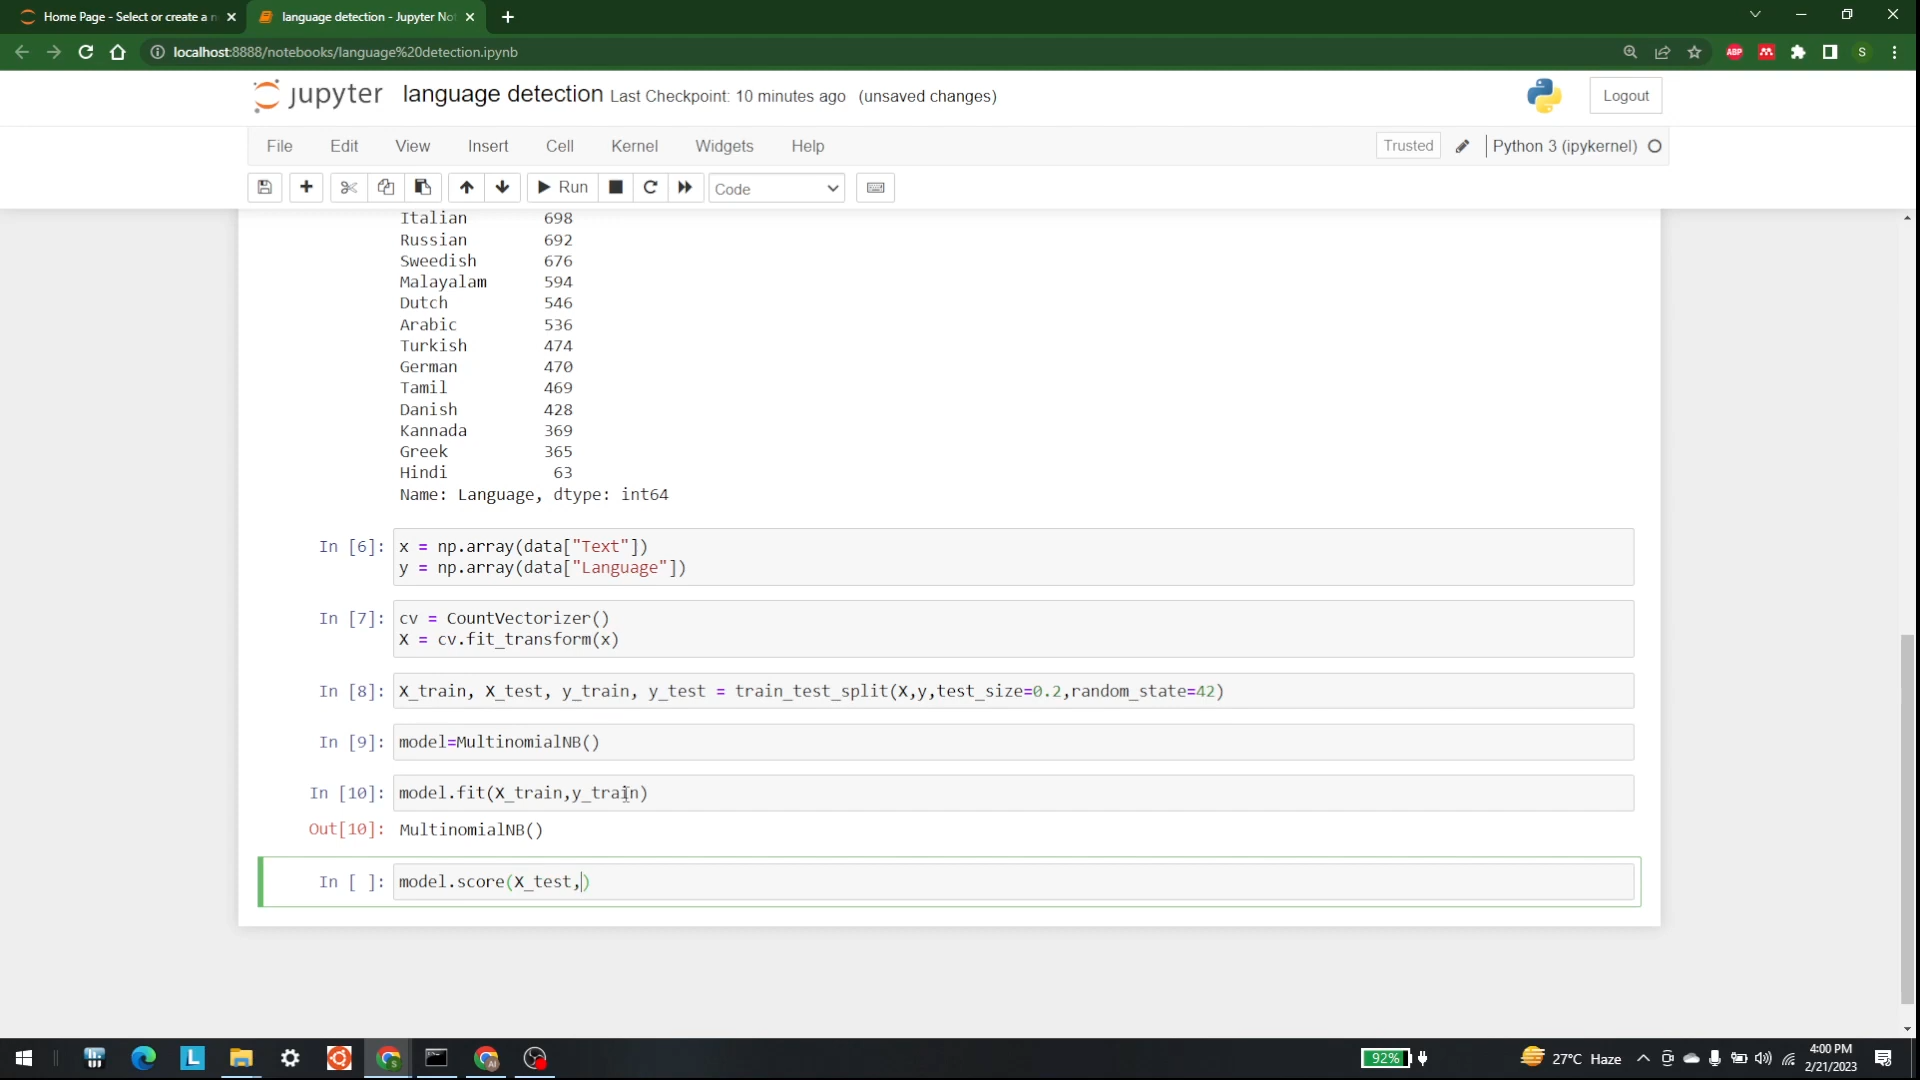 Home Page - Select or create a n
language detection - Jupyter Not
localhost:8888/notebooks/language%20detection.ipynb
ABP
S
jupyter language detection Last Checkpoint: 10 minutes ago (unsaved changes)
Logout
File Edit View Insert Cell Kernel Widgets Help
Trusted Python 3 (ipykernel)
Run Code
Italian 698
Russian 692
Sweedish 676
Malayalam 594
Dutch 546
Arabic 536
Turkish 474
German 470
Tamil 469
Danish 428
Kannada 369
Greek 365
Hindi 63
Name: Language, dtype: int64
In [6]: x = np.array(data["Text"])
y = np.array(data["Language"])
In [7]: cv = CountVectorizer()
X = cv.fit_transform(x)
In [8]: X_train, X_test, y_train, y_test = train_test_split(X,y,test_size=0.2,random_state=42)
In [9]: model=MultinomialNB()
In [10]: model.fit(X_train,y_train)
Out[10]: MultinomialNB()
In [ ]: model.score(X_test,)
L
92%
27°C Haze
4:00 PM
2/21/2023